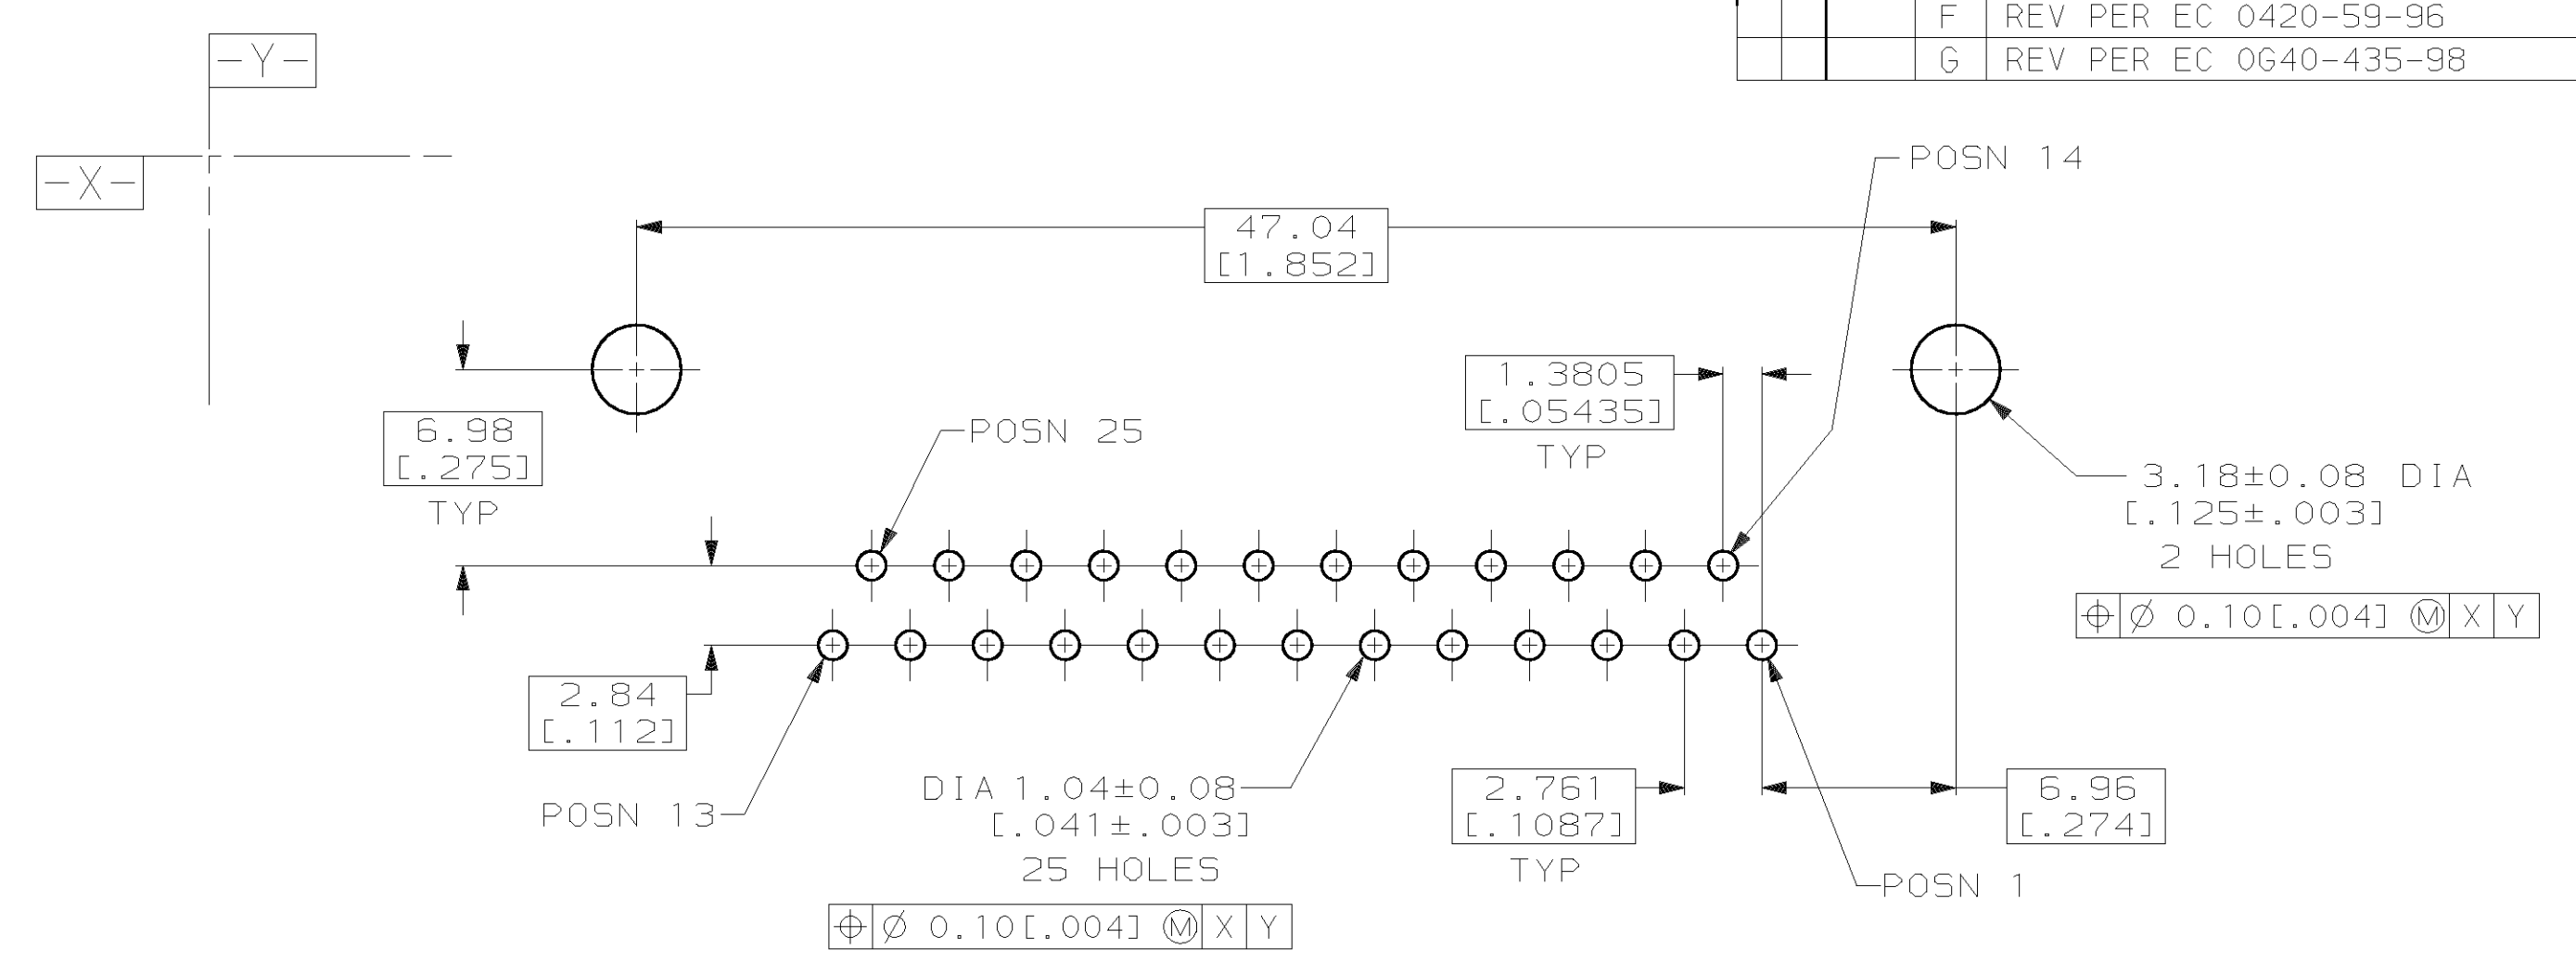 F REV PER EC 0420-59-96
G REV PER EC 0G40-435-98
-Y-
-X-
POSN 14
47.04
[1.852]
1.3805
[.05435]
TYP
6.98
[.275]
TYP
POSN 25
3.18±0.08 DIA
[.125±.003]
2 HOLES
⌖ ⌀ 0.10[.004] Ⓜ X Y
2.84
[.112]
POSN 13
DIA 1.04±0.08
[.041±.003]
25 HOLES
⌖ ⌀ 0.10[.004] Ⓜ X Y
2.761
[.1087]
TYP
6.96
[.274]
POSN 1